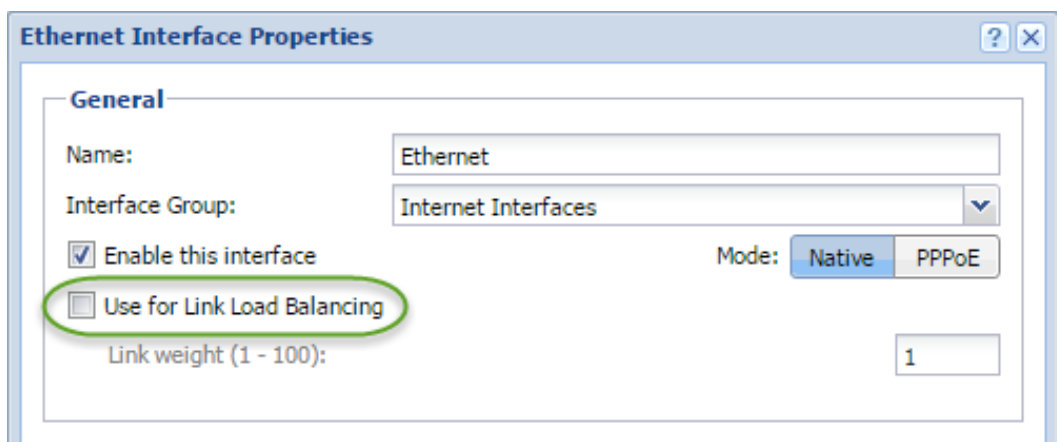 Ethernet Interface Properties ?
General
Name: Ethernet
Interface Group: Internet Interfaces
Enable this interface Mode: Native PPPoE
Use for Link Load Balancing
Link weight (1 - 100): 1